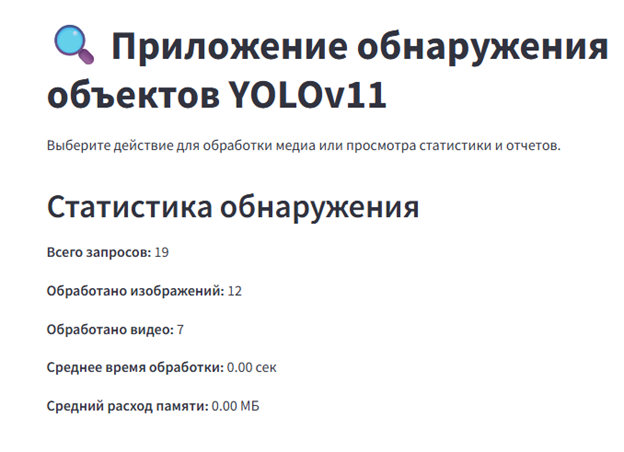 Приложение обнаружения
объектов YOLOv11
Выберите действие для обработки медиа или просмотра статистики и отчетов.
Статистика обнаружения
Всего запросов: 19
Обработано изображений: 12
Обработано видео: 7
Среднее время обработки: 0.00 сек
Средний расход памяти: 0.00 МБ